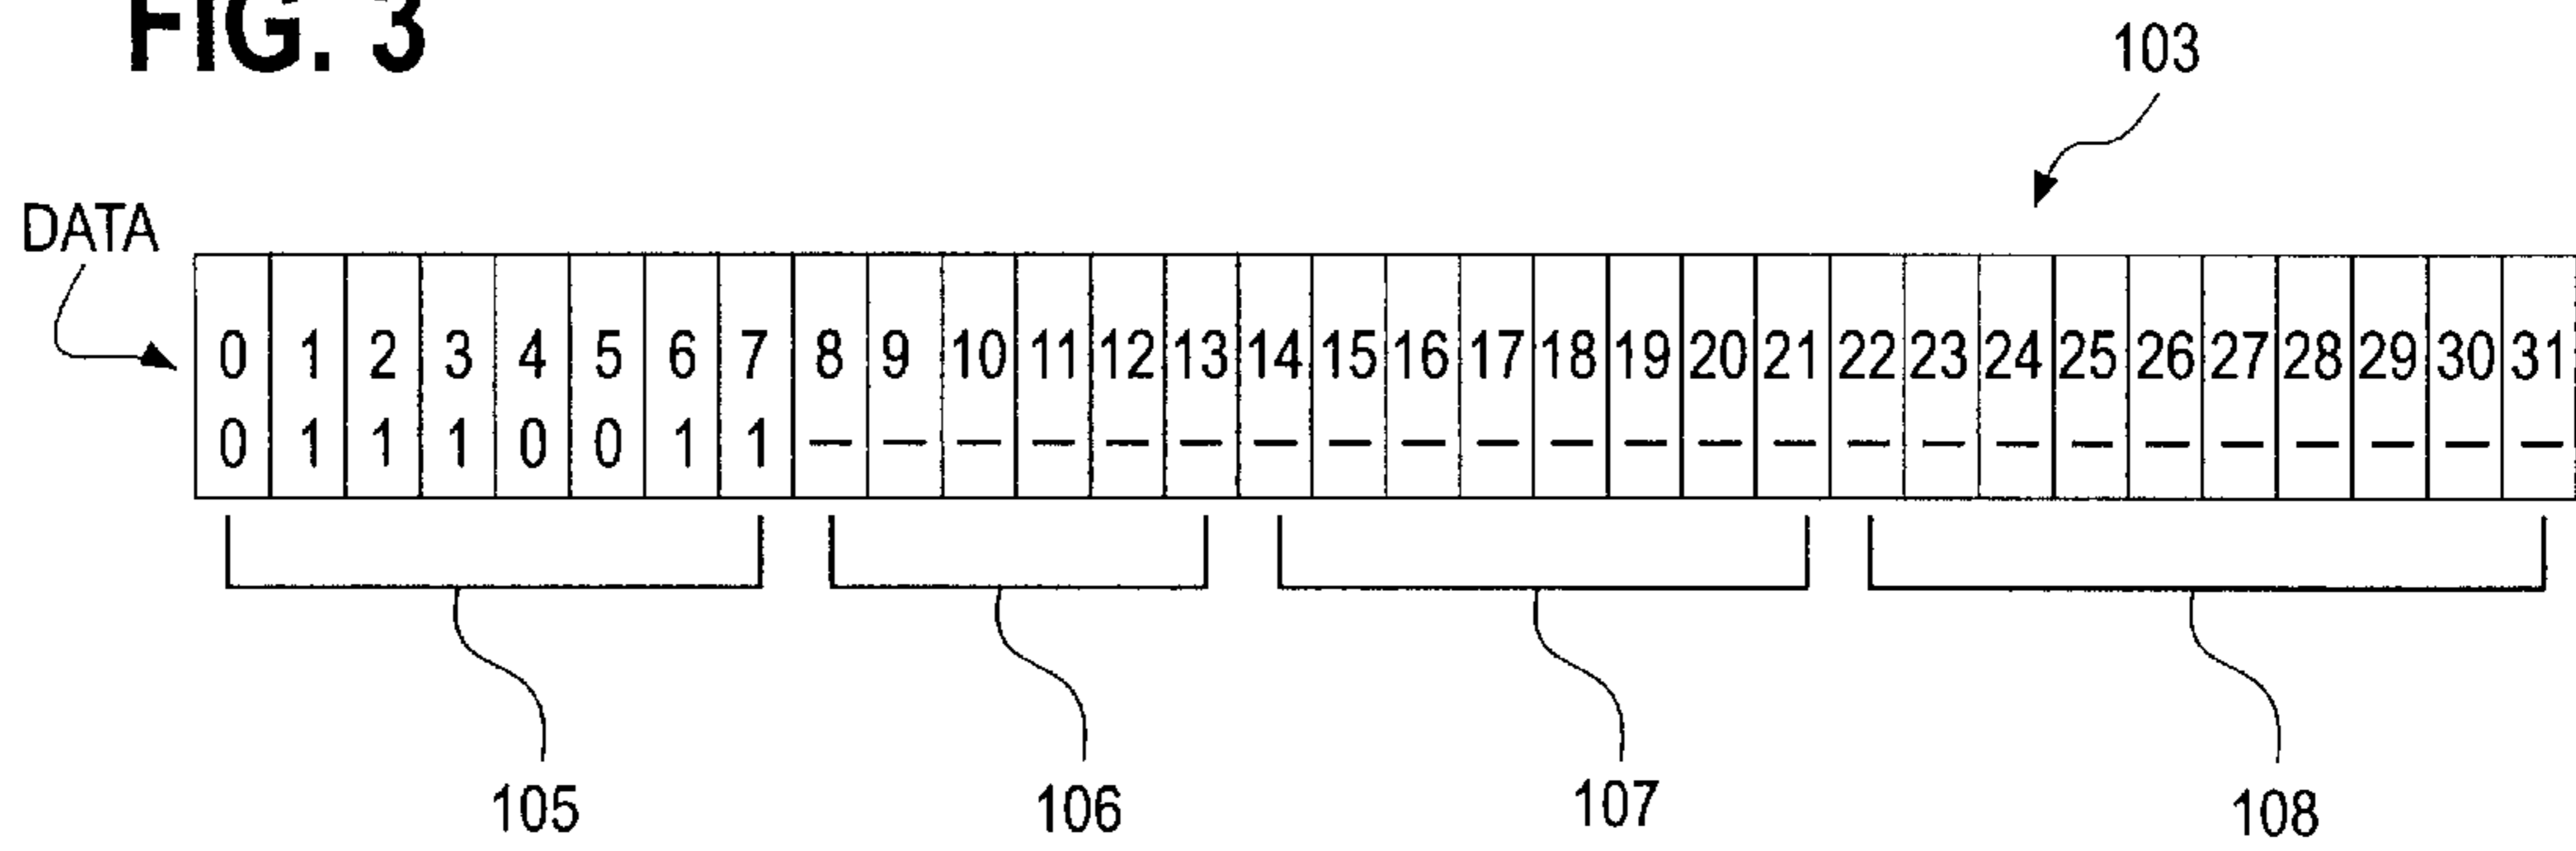 FIG. 3
103
DATA
0 1 2 3 4 5 6 7 8 9 10 11 12 13 14 15 16 17 18 19 20 21 22 23 24 25 26 27 28 29 30 31
0 1 1 1 0 0 1 1 – – – – – – – – – – – – – – – – – – – – – – – –
105 106 107 108